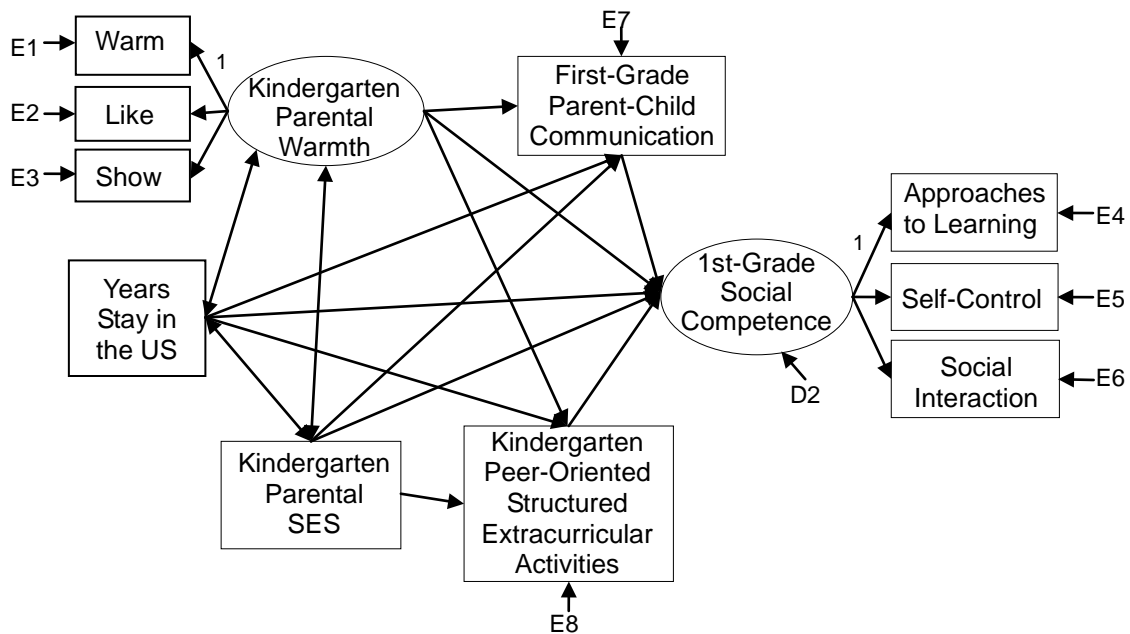 E1
Warm
1
E2
Like
E3
Show
Kindergarten
Parental
Warmth
E7
First-Grade
Parent-Child
Communication
Years
Stay in
the US
1st-Grade
Social
Competence
D2
1
Approaches
to Learning
E4
Self-Control
E5
Social
Interaction
E6
Kindergarten
Parental
SES
Kindergarten
Peer-Oriented
Structured
Extracurricular
Activities
E8